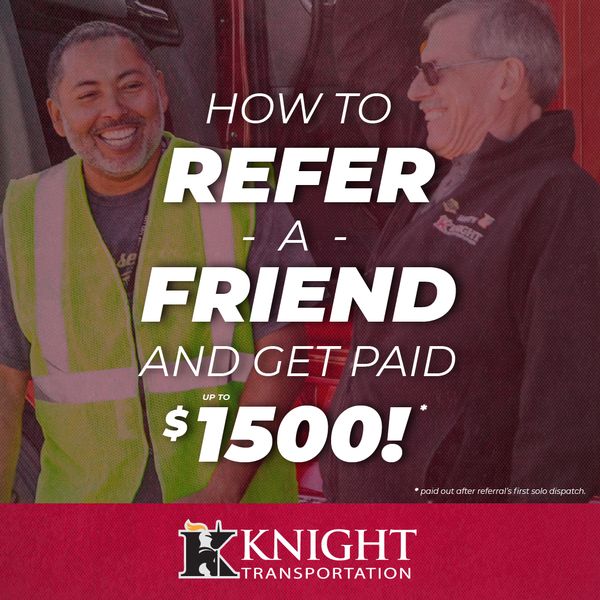 HOW TO
REFER
- A -
FRIEND
AND GET PAID
UP TO
$1500!*
* paid out after referral's first solo dispatch.
KNIGHT
TRANSPORTATION